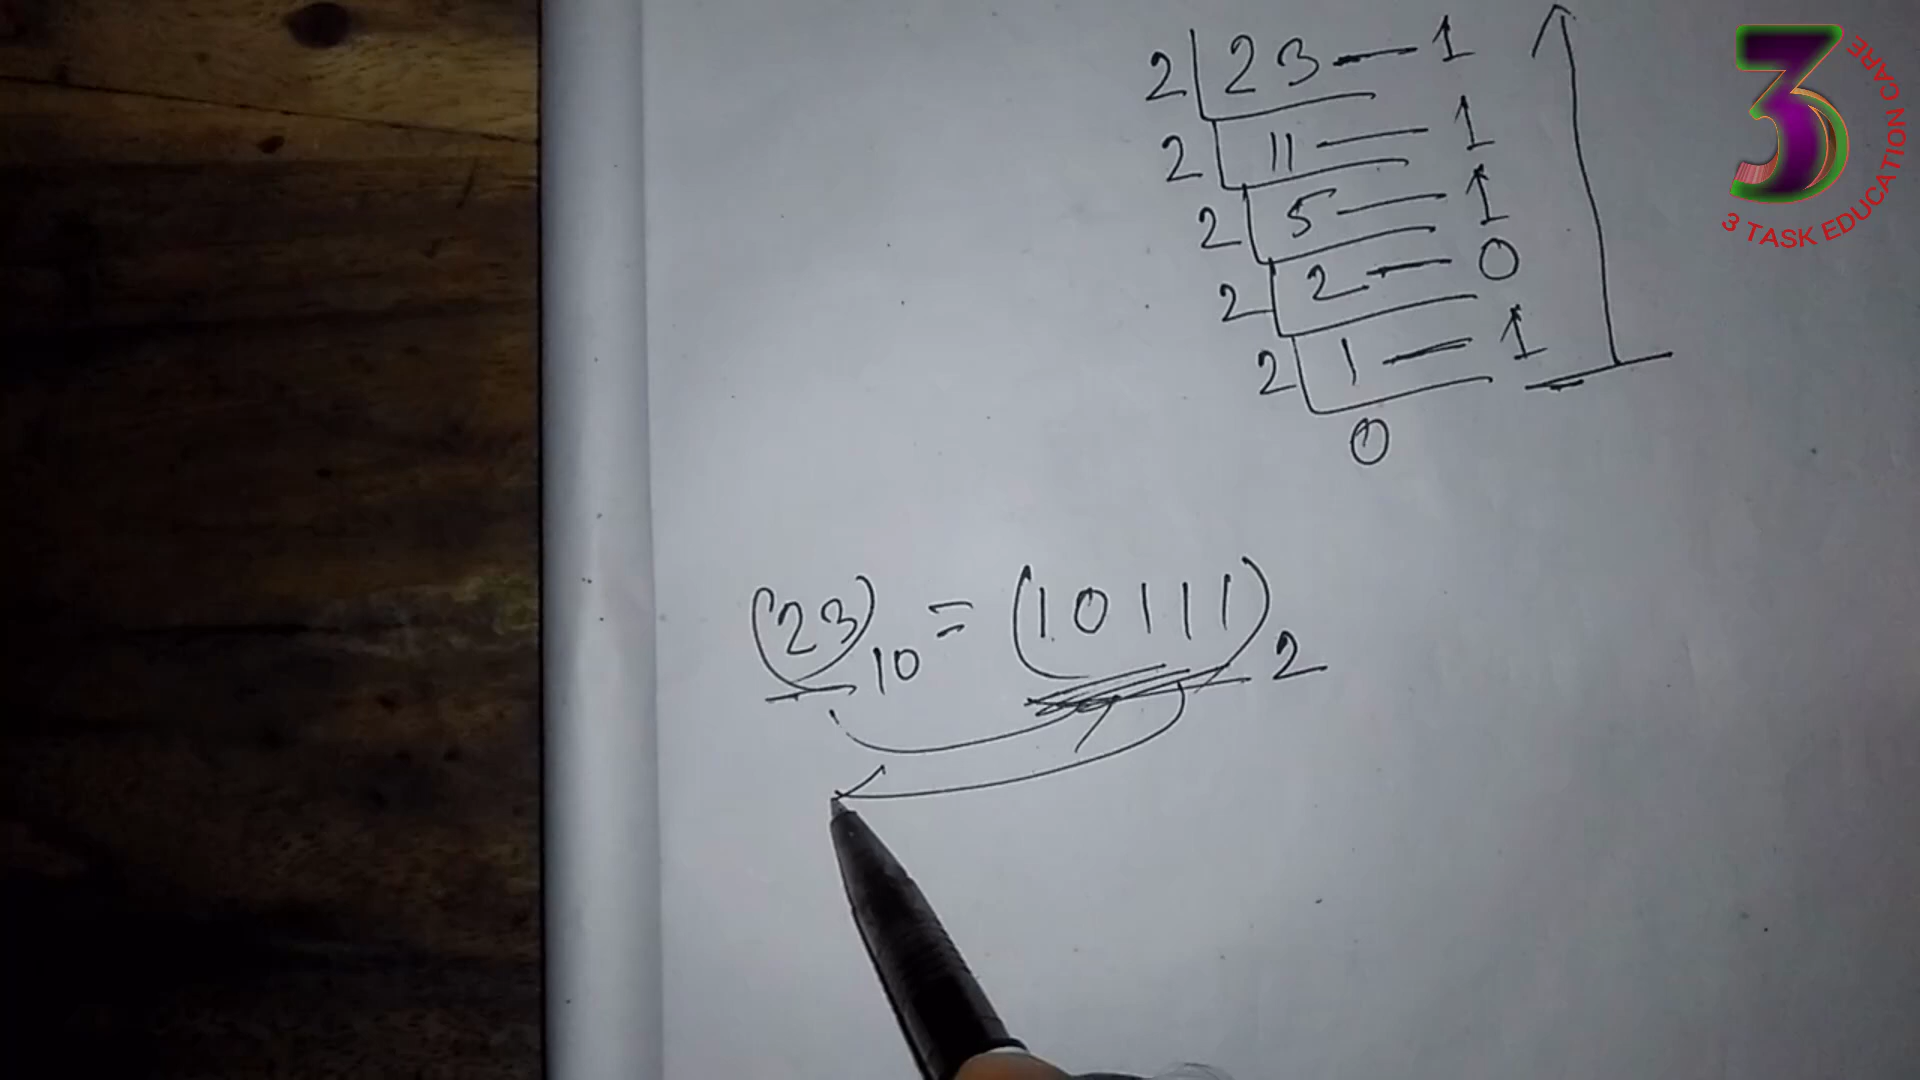 2 23 — 1
2 11 — 1
2 5 — 1
2 2 — 0
2 1 — 1
0
(23)10 = (10111)2
3
3 TASK EDUCATION CARE